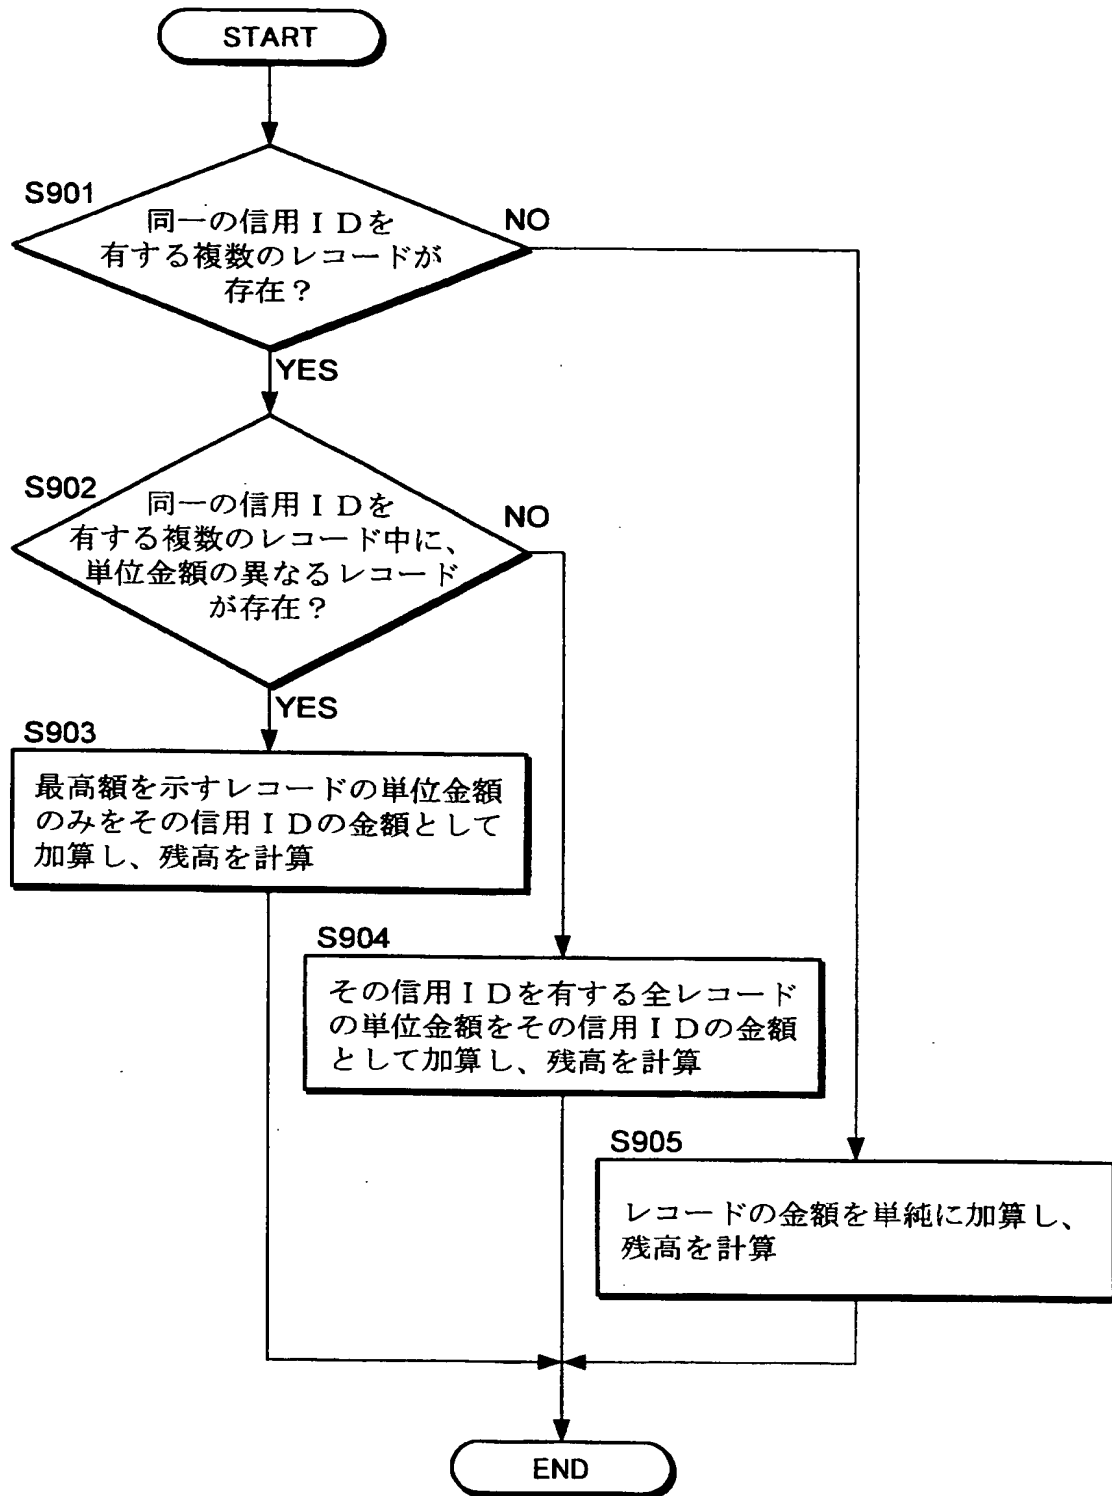 START
S901
同一の信用ＩＤを
有する複数のレコードが
存在？
NO
YES
S902
同一の信用ＩＤを
有する複数のレコード中に、
単位金額の異なるレコード
が存在？
NO
YES
S903
最高額を示すレコードの単位金額
のみをその信用ＩＤの金額として
加算し、残高を計算
S904
その信用ＩＤを有する全レコード
の単位金額をその信用ＩＤの金額
として加算し、残高を計算
S905
レコードの金額を単純に加算し、
残高を計算
END